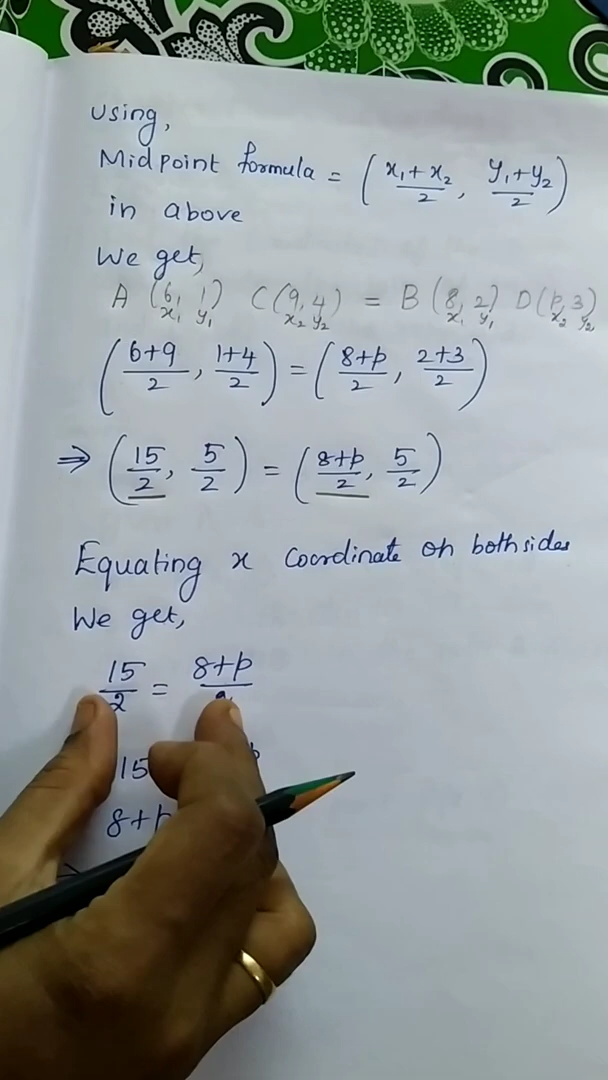 Using,
Midpoint formula = (x₁+x₂/2, y₁+y₂/2)
in above
We get,
A (6, 1) C(9, 4) = B (8, 2) D(p, 3)
x₁ y₁ x₂ y₂ x₁ y₁ x₂ y₂
(6+9/2, 1+4/2) = (8+p/2, 2+3/2)
⇒ (15/2, 5/2) = (8+p/2, 5/2)
Equating x coordinate on both sides
We get,
15/2 = 8+p
15
8+p